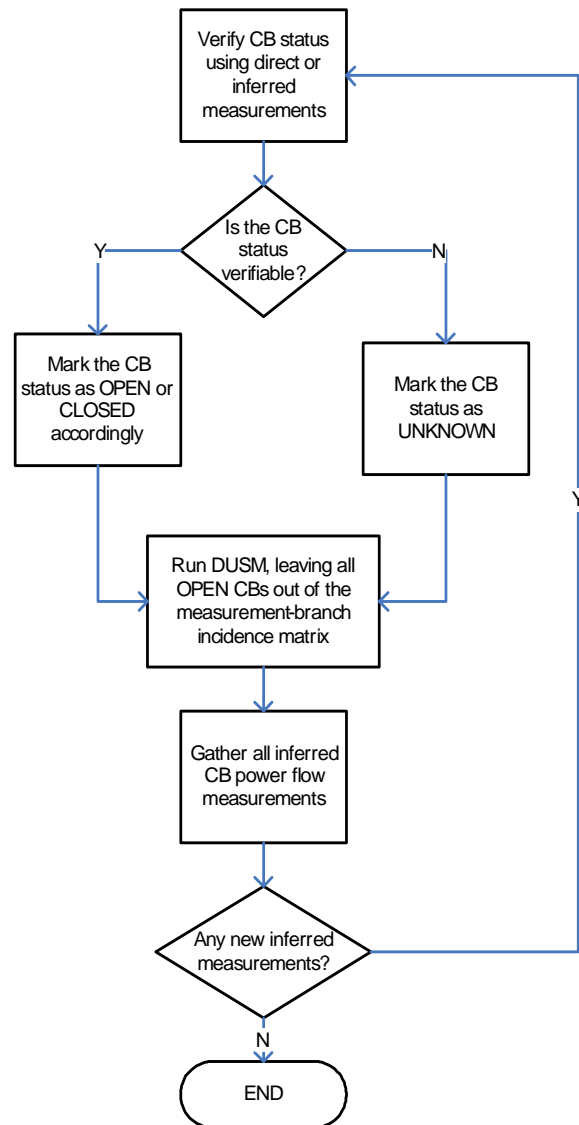 Verify CB status
using direct or
inferred
measurements
Is the CB
status
verifiable?
Y
N
Mark the CB
status as OPEN or
CLOSED
accordingly
Mark the CB
status as
UNKNOWN
Y
Run DUSM, leaving all
OPEN CBs out of the
measurement-branch
incidence matrix
Gather all inferred
CB power flow
measurements
Any new inferred
measurements?
N
END